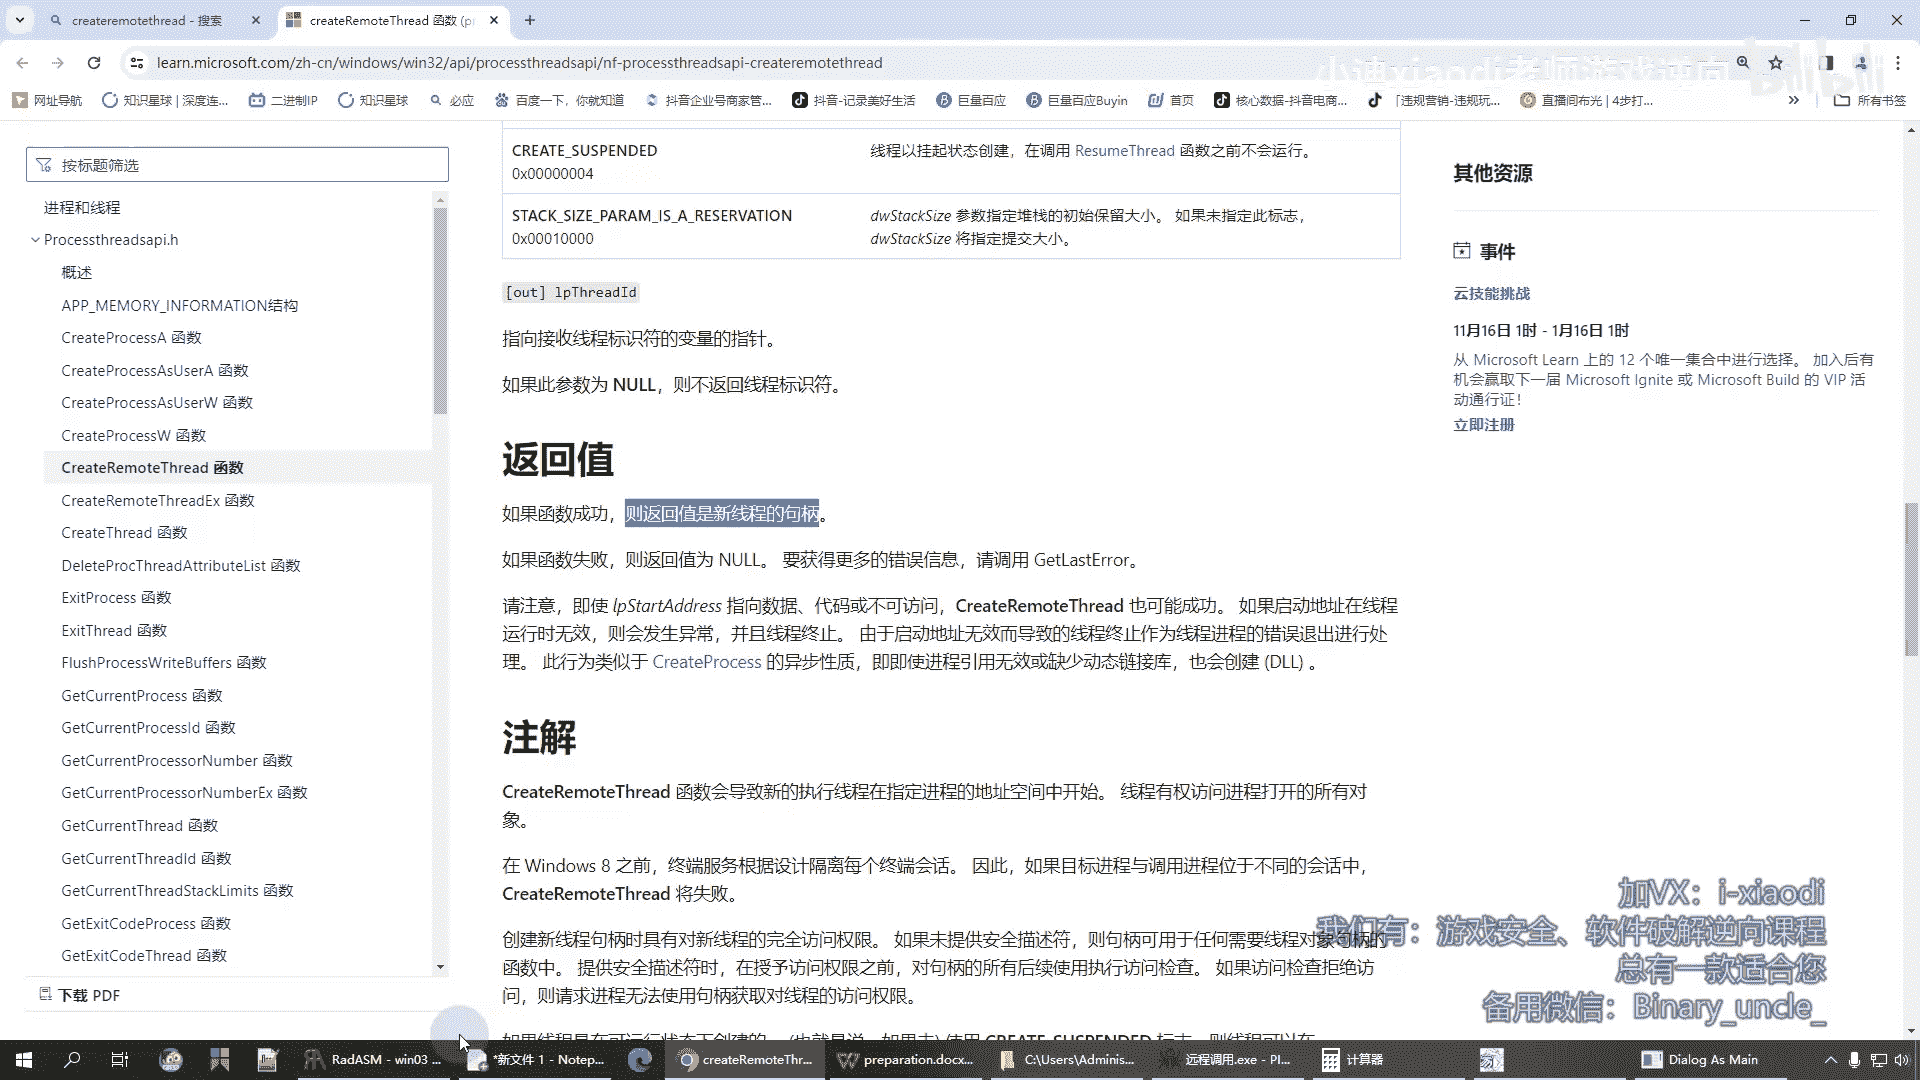 createremotethread - 搜索
createRemoteThread 函数 (p
learn.microsoft.com/zh-cn/windows/win32/api/processthreadsapi/nf-processthreadsapi-createremotethread
小迪xiaodi老师游戏逆向
bilibili
网址导航
知识星球 | 深度连...
二进制IP
知识星球
必应
百度一下，你就知道
抖音企业号商家管...
抖音-记录美好生活
巨量百应
巨量百应Buyin
首页
核心数据-抖音电商...
「违规营销-违规玩...
直播间布光 | 4步打...
所有书签
按标题筛选
进程和线程
Processthreadsapi.h
概述
APP_MEMORY_INFORMATION结构
CreateProcessA 函数
CreateProcessAsUserA 函数
CreateProcessAsUserW 函数
CreateProcessW 函数
CreateRemoteThread 函数
CreateRemoteThreadEx 函数
CreateThread 函数
DeleteProcThreadAttributeList 函数
ExitProcess 函数
ExitThread 函数
FlushProcessWriteBuffers 函数
GetCurrentProcess 函数
GetCurrentProcessId 函数
GetCurrentProcessorNumber 函数
GetCurrentProcessorNumberEx 函数
GetCurrentThread 函数
GetCurrentThreadId 函数
GetCurrentThreadStackLimits 函数
GetExitCodeProcess 函数
GetExitCodeThread 函数
下载 PDF
CREATE_SUSPENDED
0x00000004
线程以挂起状态创建，在调用 ResumeThread 函数之前不会运行。
STACK_SIZE_PARAM_IS_A_RESERVATION
0x00010000
dwStackSize 参数指定堆栈的初始保留大小。 如果未指定此标志，
dwStackSize 将指定提交大小。
[out] lpThreadId
指向接收线程标识符的变量的指针。
如果此参数为 NULL，则不返回线程标识符。
返回值
如果函数成功，则返回值是新线程的句柄。
如果函数失败，则返回值为 NULL。 要获得更多的错误信息，请调用 GetLastError。
请注意，即使 lpStartAddress 指向数据、代码或不可访问，CreateRemoteThread 也可能成功。 如果启动地址在线程
运行时无效，则会发生异常，并且线程终止。 由于启动地址无效而导致的线程终止作为线程进程的错误退出进行处
理。 此行为类似于 CreateProcess 的异步性质，即即使进程引用无效或缺少动态链接库，也会创建 (DLL) 。
注解
CreateRemoteThread 函数会导致新的执行线程在指定进程的地址空间中开始。 线程有权访问进程打开的所有对
象。
在 Windows 8 之前，终端服务根据设计隔离每个终端会话。 因此，如果目标进程与调用进程位于不同的会话中，
CreateRemoteThread 将失败。
创建新线程句柄时具有对新线程的完全访问权限。 如果未提供安全描述符，则句柄可用于任何需要线程对象句柄的
函数中。 提供安全描述符时，在授予访问权限之前，对句柄的所有后续使用执行访问检查。 如果访问检查拒绝访
问，则请求进程无法使用句柄获取对线程的访问权限。
其他资源
事件
云技能挑战
11月16日 1时 - 1月16日 1时
从 Microsoft Learn 上的 12 个唯一集合中进行选择。 加入后有
机会赢取下一届 Microsoft Ignite 或 Microsoft Build 的 VIP 活
动通行证！
立即注册
加VX：i-xiaodi
我们有：游戏安全、软件破解逆向课程
总有一款适合您
备用微信：Binary_uncle_
RadASM - win03 ...
*新文件 1 - Notep...
createRemoteThr...
preparation.docx...
C:\Users\Adminis...
远程调用.exe - PI...
计算器
Dialog As Main